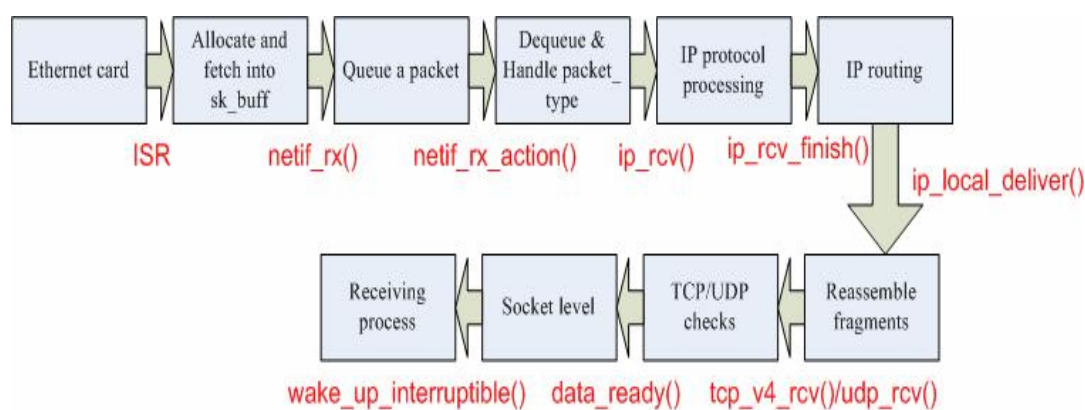 Ethernet card
Allocate and
fetch into
sk_buff
Queue a packet
Dequeue &
Handle packet_
type
IP protocol
processing
IP routing
ISR
netif_rx()
netif_rx_action()
ip_rcv()
ip_rcv_finish()
ip_local_deliver()
Receiving
process
Socket level
TCP/UDP
checks
Reassemble
fragments
wake_up_interruptible()
data_ready()
tcp_v4_rcv()/udp_rcv()